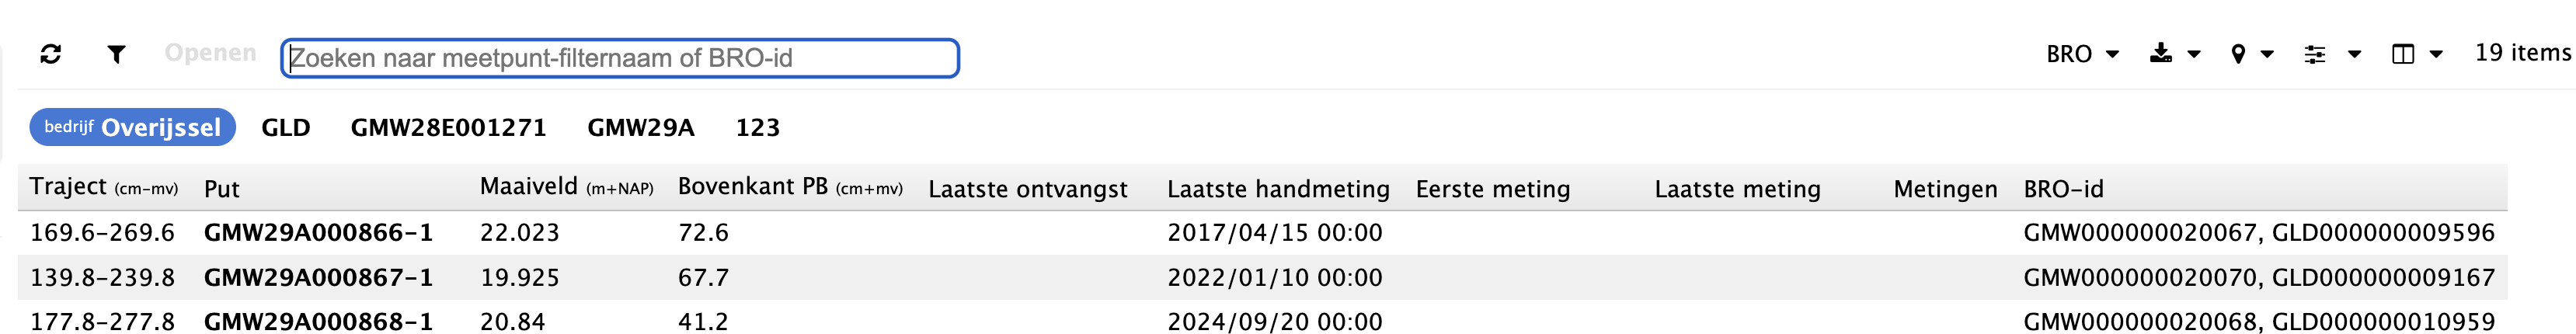 Openen Zoeken naar meetpunt-filternaam of BRO-id BRO 19 items
bedrijf Overijssel GLD GMW28E001271 GMW29A 123
Traject (cm-mv) Put Maaiveld (m+NAP) Bovenkant PB (cm+mv) Laatste ontvangst Laatste handmeting Eerste meting Laatste meting Metingen BRO-id
169.6-269.6 GMW29A000866-1 22.023 72.6 2017/04/15 00:00 GMW000000020067, GLD000000009596
139.8-239.8 GMW29A000867-1 19.925 67.7 2022/01/10 00:00 GMW000000020070, GLD000000009167
177.8-277.8 GMW29A000868-1 20.84 41.2 2024/09/20 00:00 GMW000000020068, GLD000000010959